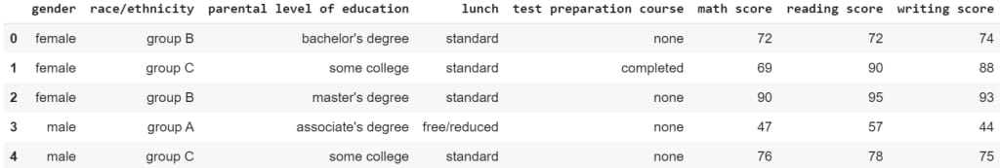 gender race/ethnicity parental level of education lunch test preparation course math score reading score writing score
0 female group B bachelor's degree standard none 72 72 74
1 female group C some college standard completed 69 90 88
2 female group B master's degree standard none 90 95 93
3 male group A associate's degree free/reduced none 47 57 44
4 male group C some college standard none 76 78 75